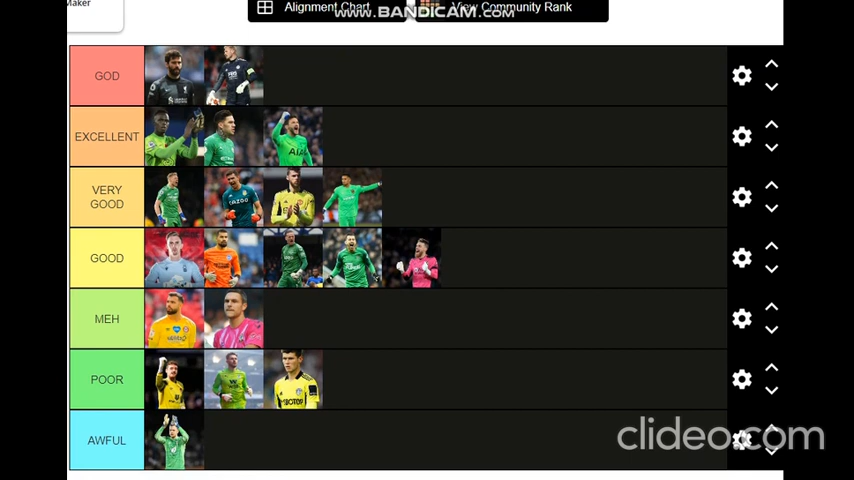 Maker
Alignment Chart
View Community Rank
www.BANDICAM.com
GOD
EXCELLENT
VERY
GOOD
GOOD
MEH
POOR
AWFUL
clideo.com